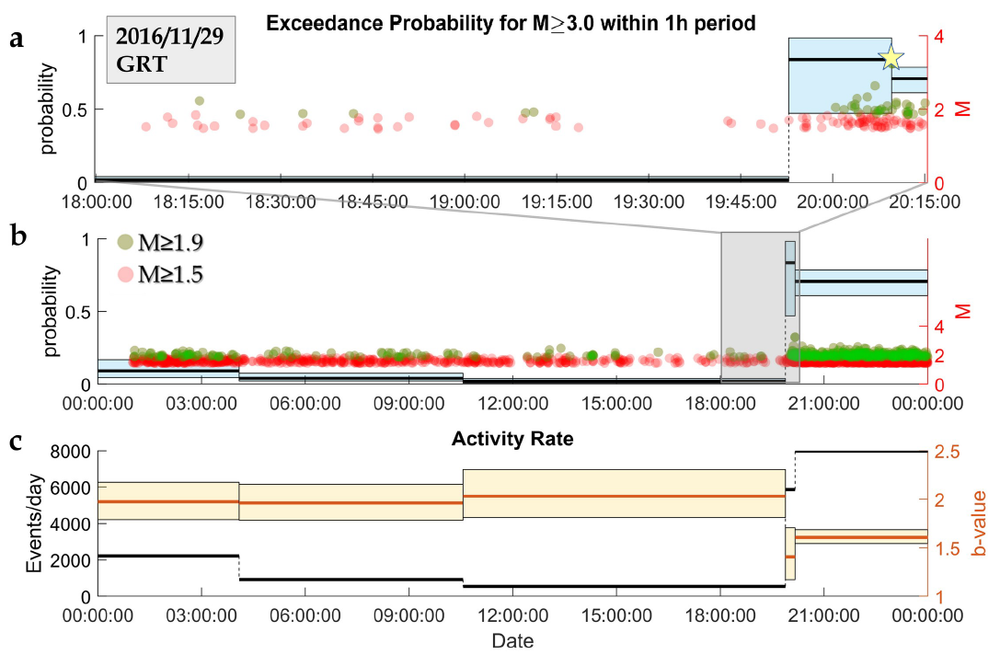 Exceedance Probability for M≥3.0 within 1h period
a
2016/11/29
GRT
1
0.5
0
probability
4
2
0
M
18:00:00 18:15:00 18:30:00 18:45:00 19:00:00 19:15:00 19:30:00 19:45:00 20:00:00 20:15:00
b
M≥1.9
M≥1.5
1
0.5
0
probability
4
2
0
M
00:00:00 03:00:00 06:00:00 09:00:00 12:00:00 15:00:00 18:00:00 21:00:00 00:00:00
c
Activity Rate
8000
6000
4000
2000
0
Events/day
2.5
2
1.5
1
b-value
00:00:00 03:00:00 06:00:00 09:00:00 12:00:00 15:00:00 18:00:00 21:00:00 00:00:00
Date